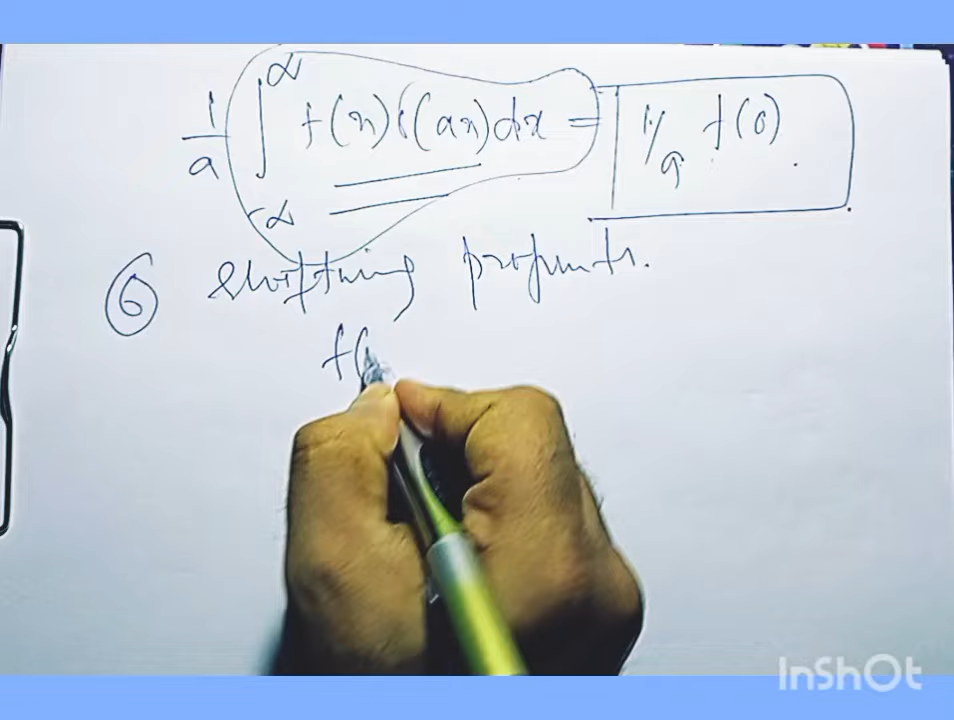 1/a ∫_{-∞}^{∞} f(x) δ(ax) dx = 1/a f(0).
⑥ shifting property.
f(
InShOt